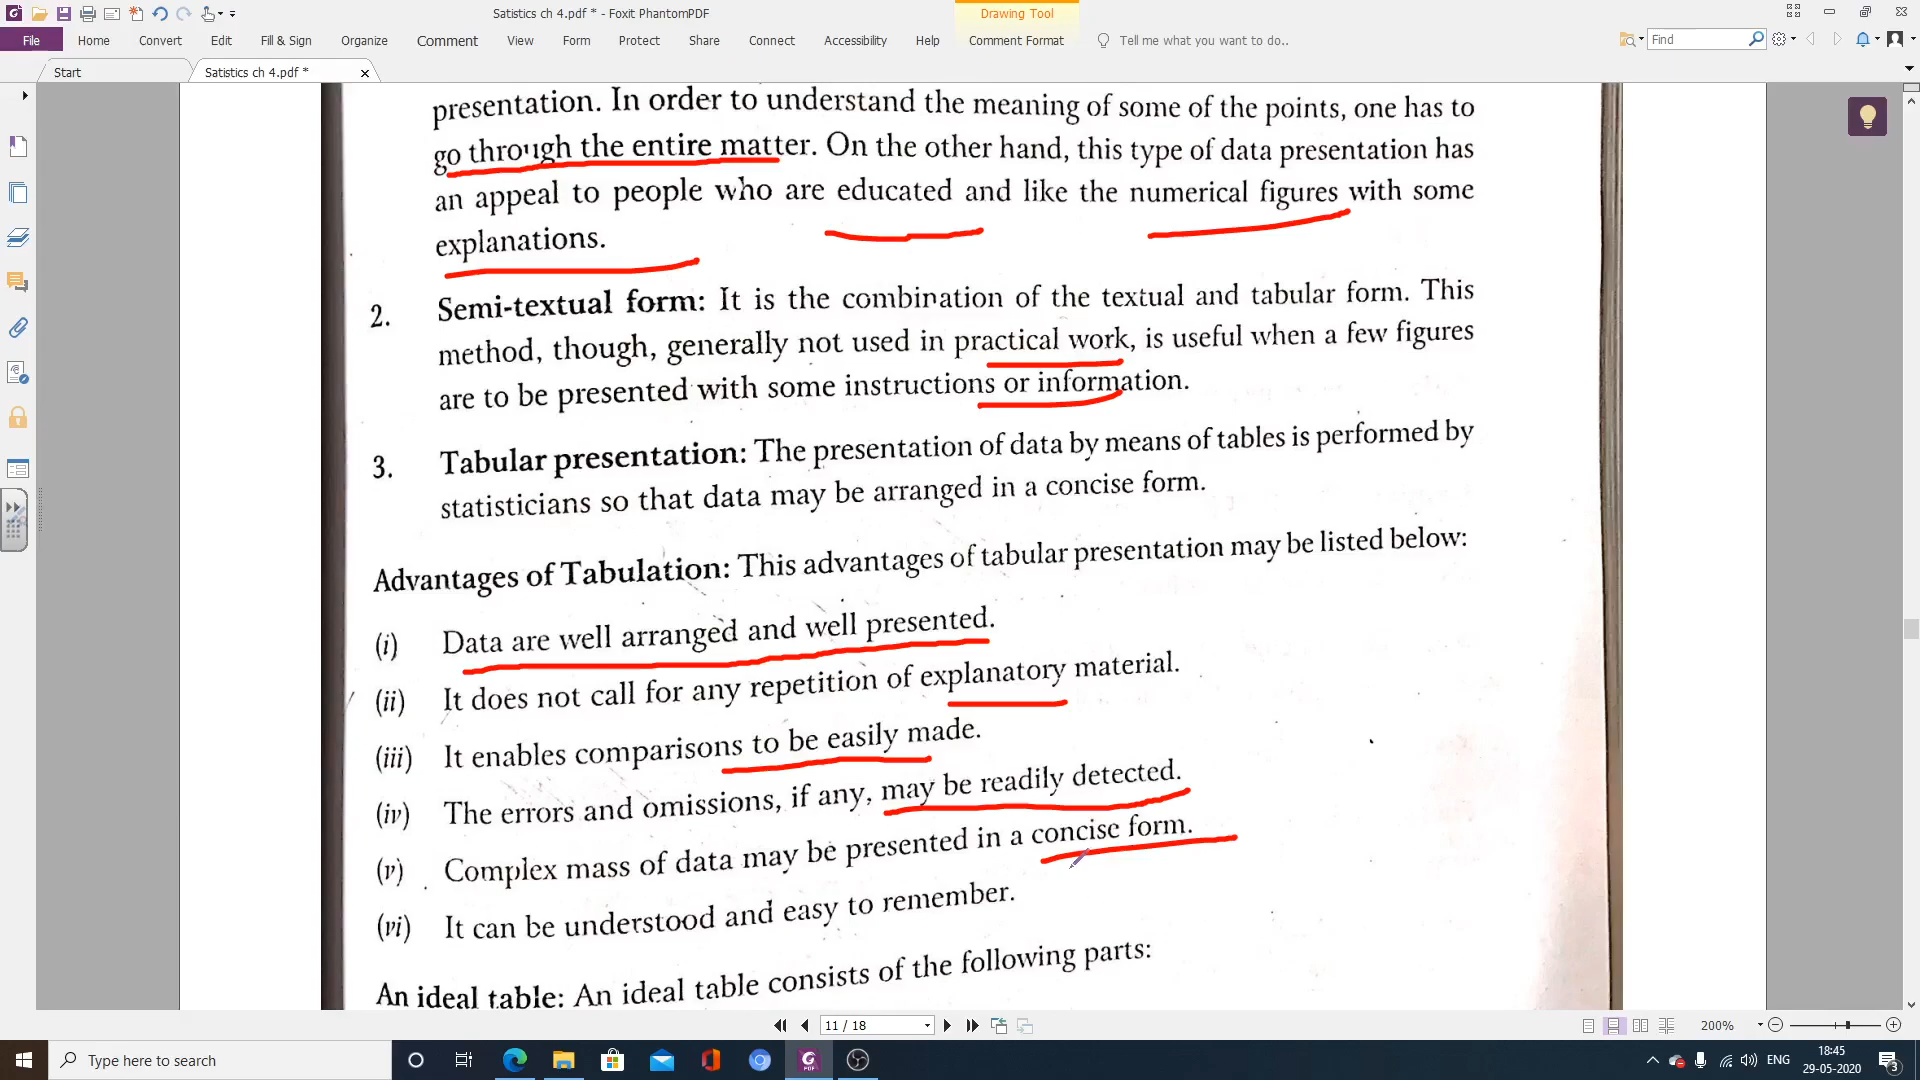 Satistics ch 4.pdf * - Foxit PhantomPDF
Drawing Tool
File Home Convert Edit Fill & Sign Organize Comment View Form Protect Share Connect Accessibility Help Comment Format Tell me what you want to do.. Find
Start Satistics ch 4.pdf *
presentation. In order to understand the meaning of some of the points, one has to
go through the entire matter. On the other hand, this type of data presentation has
an appeal to people who are educated and like the numerical figures with some
explanations.
2. Semi-textual form: It is the combination of the textual and tabular form. This
method, though, generally not used in practical work, is useful when a few figures
are to be presented with some instructions or information.
3. Tabular presentation: The presentation of data by means of tables is performed by
statisticians so that data may be arranged in a concise form.
Advantages of Tabulation: This advantages of tabular presentation may be listed below:
(i) Data are well arranged and well presented.
(ii) It does not call for any repetition of explanatory material.
(iii) It enables comparisons to be easily made.
(iv) The errors and omissions, if any, may be readily detected.
(v) Complex mass of data may be presented in a concise form.
(vi) It can be understood and easy to remember.
An ideal table: An ideal table consists of the following parts:
11 / 18 200%
Type here to search
ENG 18:45
29-05-2020 3